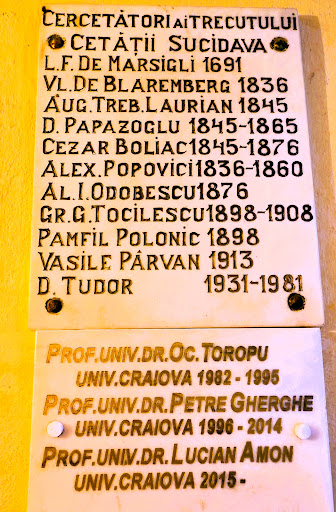 CERCETĂTORI AI TRECUTULUI
CETĂȚII SUCIDAVA
L.F. DE MARSIGLI 1691
VL. DE BLAREMBERG 1836
AUG. TREB. LAURIAN 1845
D. PAPAZOGLU 1845-1865
CEZAR BOLIAC 1845-1876
ALEX. POPOVICI 1836-1860
AL. I. ODOBESCU 1876
GR. G. TOCILESCU 1898-1908
PAMFIL POLONIC 1898
VASILE PÂRVAN 1913
D. TUDOR 1931-1981
PROF.UNIV.DR. OC. TOROPU
UNIV.CRAIOVA 1982 - 1995
PROF.UNIV.DR. PETRE GHERGHE
UNIV.CRAIOVA 1996 - 2014
PROF.UNIV.DR. LUCIAN AMON
UNIV.CRAIOVA 2015 -